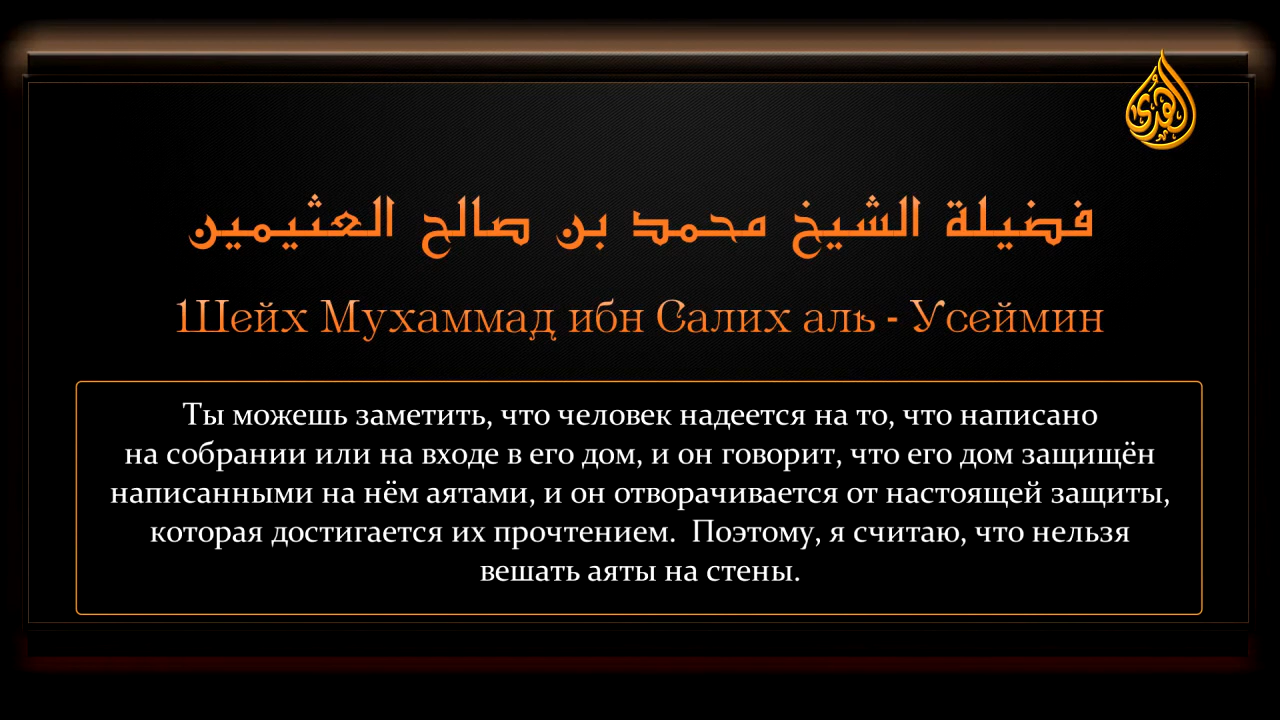 الهدى
فضيلة الشيخ محمد بن صالح العثيمين
Шейх Мухаммад ибн Салих аль - Усеймин
Ты можешь заметить, что человек надеется на то, что написано
на собрании или на входе в его дом, и он говорит, что его дом защищён
написанными на нём аятами, и он отворачивается от настоящей защиты,
которая достигается их прочтением. Поэтому, я считаю, что нельзя
вешать аяты на стены.